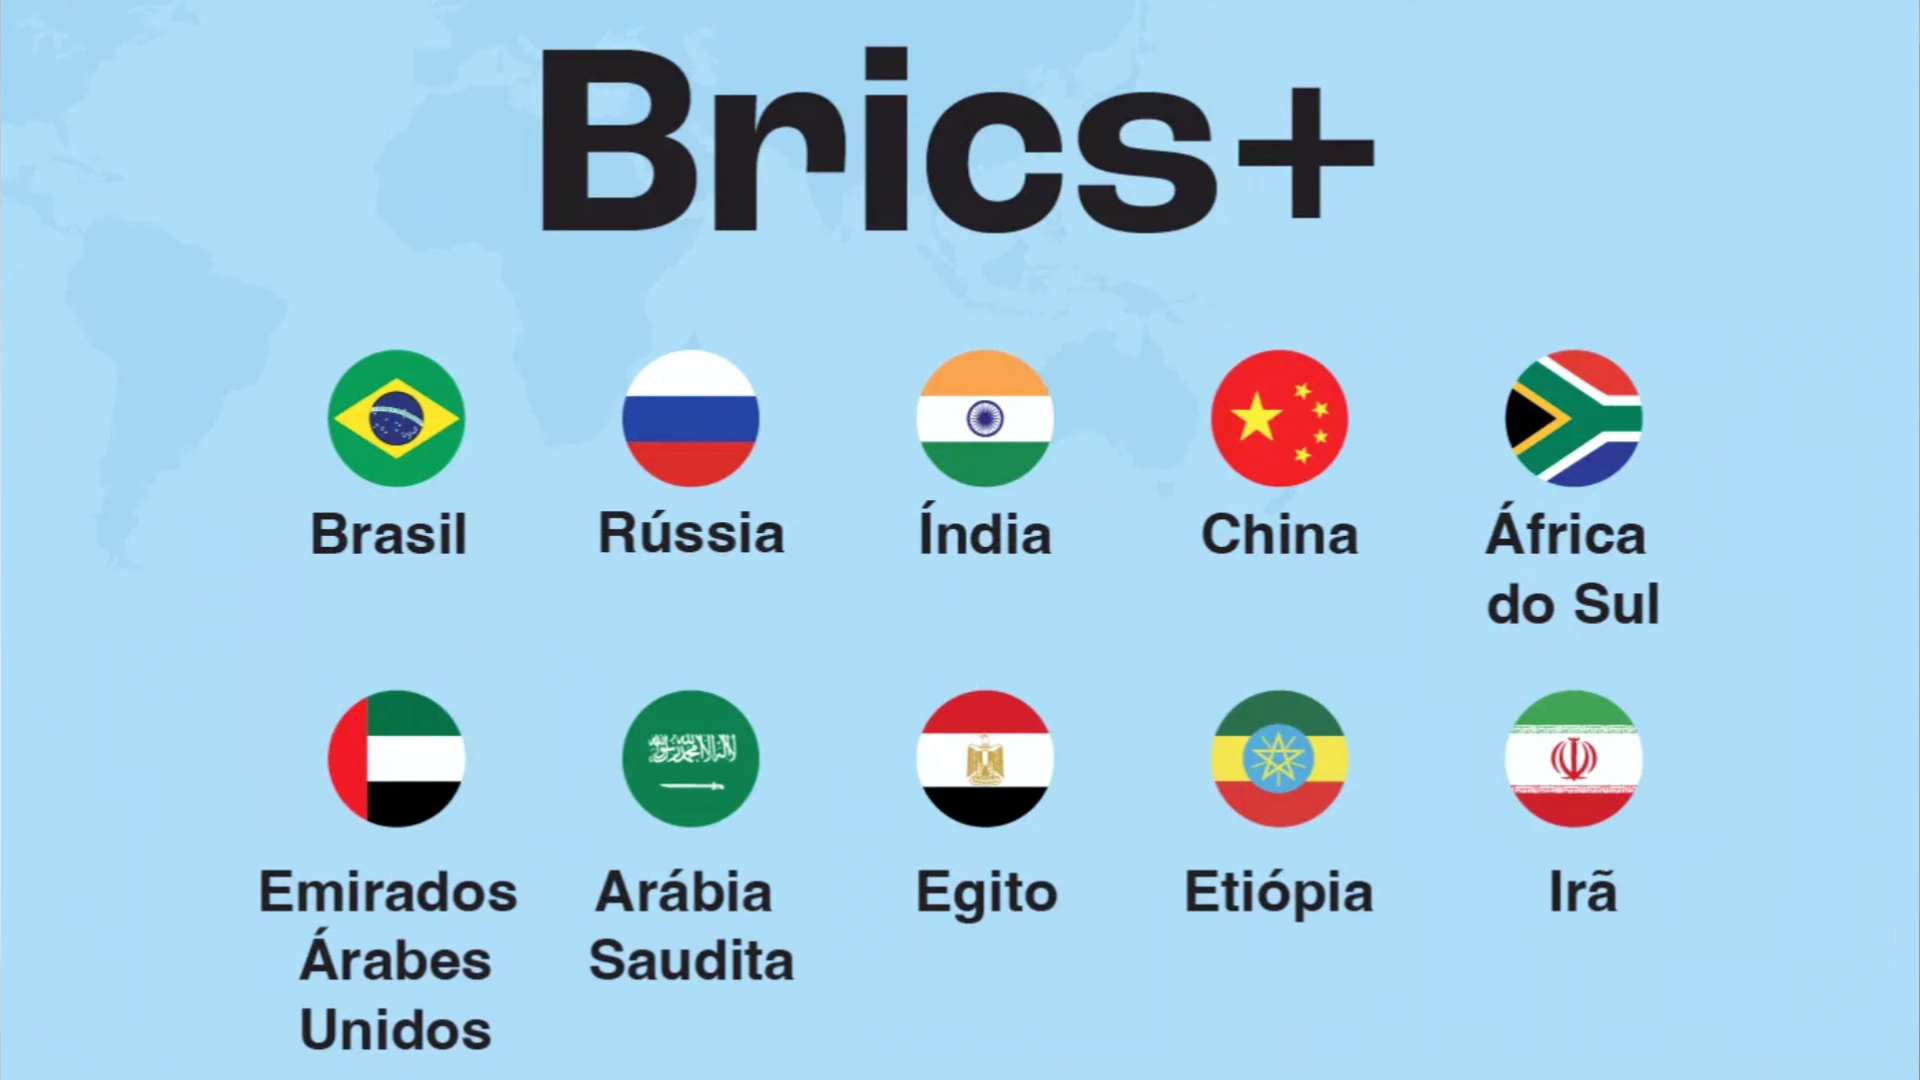 Brics+
Brasil
Rússia
Índia
China
África
do Sul
Emirados
Árabes
Unidos
Arábia
Saudita
Egito
Etiópia
Irã